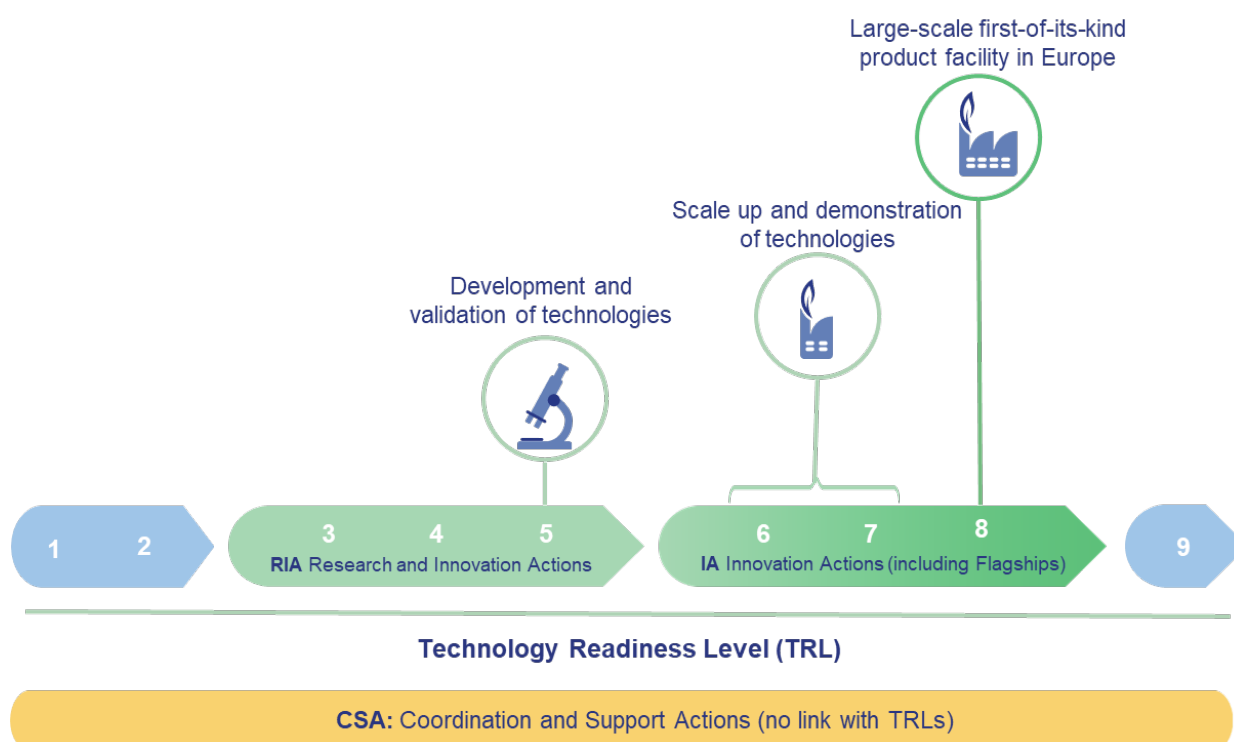 Large-scale first-of-its-kind
product facility in Europe
Scale up and demonstration
of technologies
Development and
validation of technologies
1
2
3
4
5
RIA Research and Innovation Actions
6
7
8
IA Innovation Actions (including Flagships)
9
Technology Readiness Level (TRL)
CSA: Coordination and Support Actions (no link with TRLs)